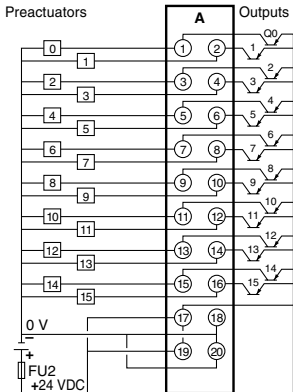 Preactuators A Outputs
Q0
0 1 2 1
1
2
2 3 4 3
3
4
4 5 6 5
5
6
6 7 8 7
7
8
8 9 10 9
9
10
10 11 12 11
11
12
12 13 14 13
13
14
14 15 16 15
15
17 18
0 V
−
19 20
+
FU2
+24 VDC